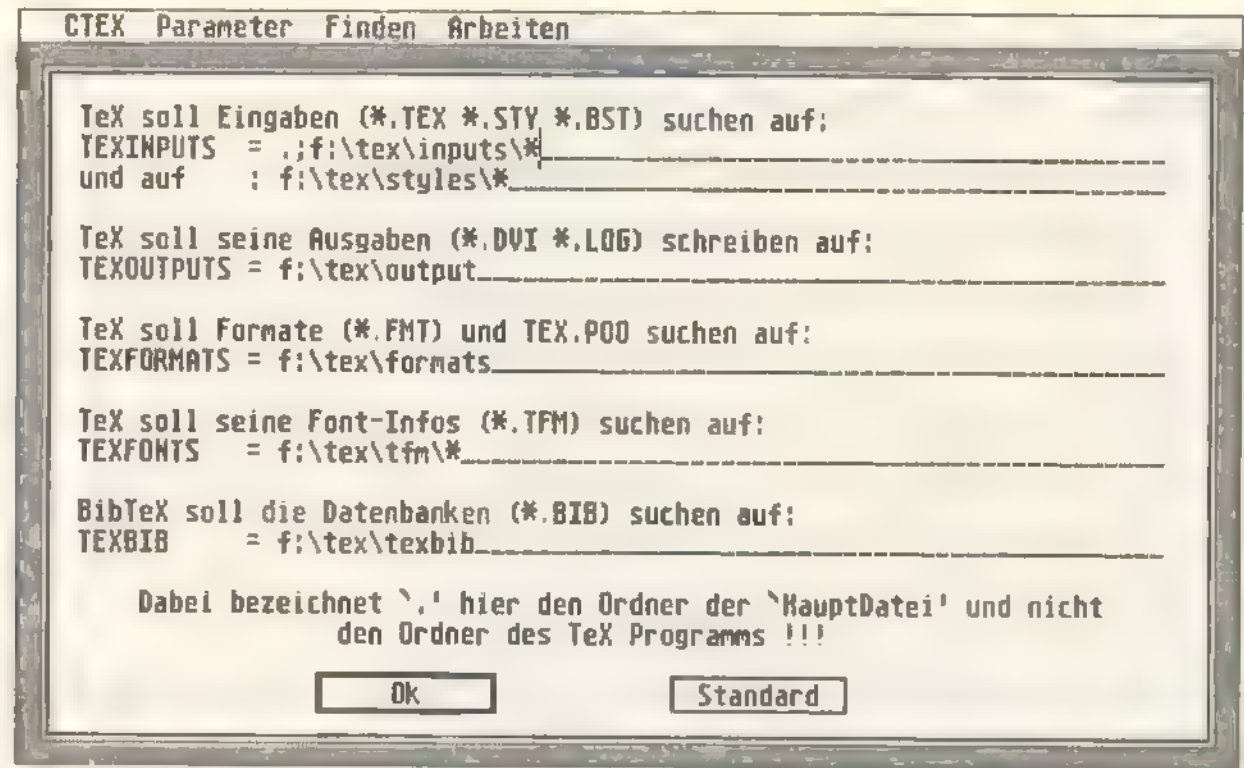 CTEX Parameter Finden Arbeiten
TeX soll Eingaben (*.TEX *.STY *.BST) suchen auf:
TEXINPUTS = .;f:\tex\inputs\*
und auf : f:\tex\styles\*
TeX soll seine Ausgaben (*.DVI *.LOG) schreiben auf:
TEXOUTPUTS = f:\tex\output
TeX soll Formate (*.FMT) und TEX.POO suchen auf:
TEXFORMATS = f:\tex\formats
TeX soll seine Font-Infos (*.TFM) suchen auf:
TEXFONTS = f:\tex\tfm\*
BibTeX soll die Datenbanken (*.BIB) suchen auf:
TEXBIB = f:\tex\texbib
Dabei bezeichnet `.' hier den Ordner der `HauptDatei' und nicht
den Ordner des TeX Programms !!!
Ok Standard